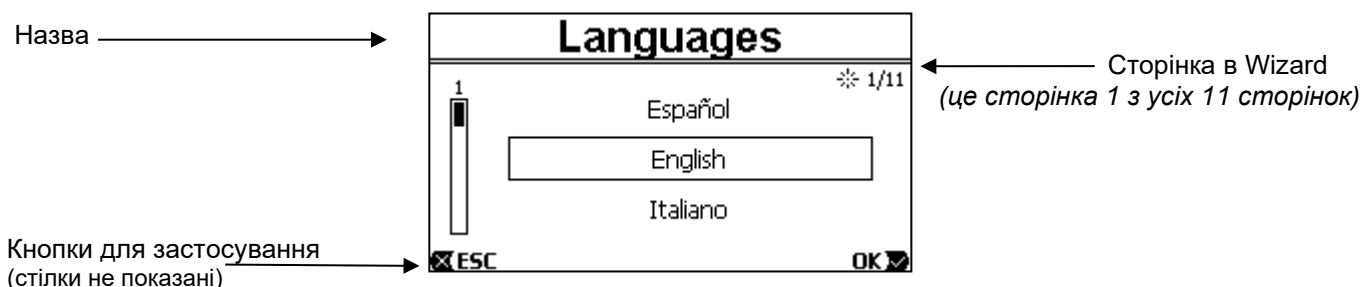 Назва
Languages
1
1/11
Сторінка в Wizard
(це сторінка 1 з усіх 11 сторінок)
Español
English
Italiano
Кнопки для застосування
(стілки не показані)
ESC
OK